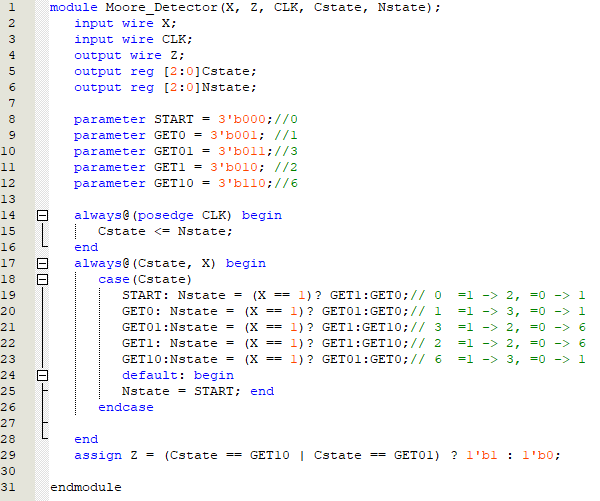 1 module Moore_Detector(X, Z, CLK, Cstate, Nstate);
2 input wire X;
3 input wire CLK;
4 output wire Z;
5 output reg [2:0]Cstate;
6 output reg [2:0]Nstate;
7
8 parameter START = 3'b000;//0
9 parameter GET0 = 3'b001; //1
10 parameter GET01 = 3'b011;//3
11 parameter GET1 = 3'b010; //2
12 parameter GET10 = 3'b110;//6
13
14 always@(posedge CLK) begin
15 Cstate <= Nstate;
16 end
17 always@(Cstate, X) begin
18 case(Cstate)
19 START: Nstate = (X == 1)? GET1:GET0;// 0 =1 -> 2, =0 -> 1
20 GET0: Nstate = (X == 1)? GET01:GET0;// 1 =1 -> 3, =0 -> 1
21 GET01:Nstate = (X == 1)? GET1:GET10;// 3 =1 -> 2, =0 -> 6
22 GET1: Nstate = (X == 1)? GET1:GET10;// 2 =1 -> 2, =0 -> 6
23 GET10:Nstate = (X == 1)? GET01:GET0;// 6 =1 -> 3, =0 -> 1
24 default: begin
25 Nstate = START; end
26 endcase
27
28 end
29 assign Z = (Cstate == GET10 | Cstate == GET01) ? 1'b1 : 1'b0;
30
31 endmodule